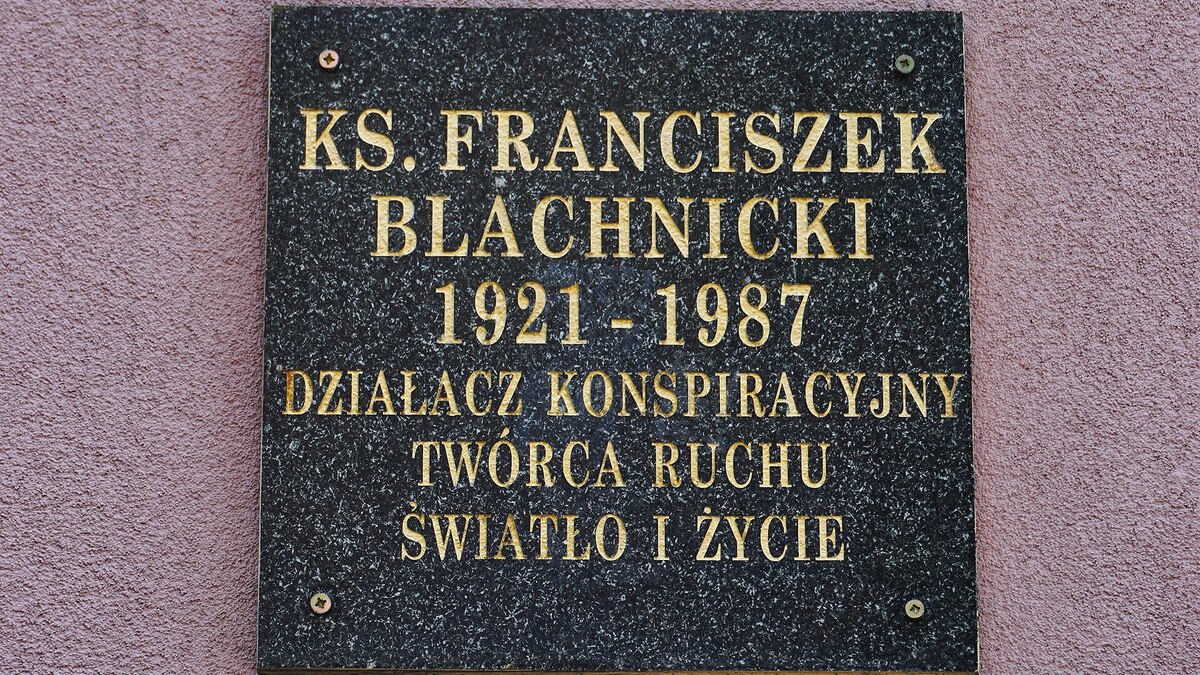 KS. FRANCISZEK
BLACHNICKI
1921 - 1987
DZIAŁACZ KONSPIRACYJNY
TWÓRCA RUCHU
ŚWIATŁO I ŻYCIE